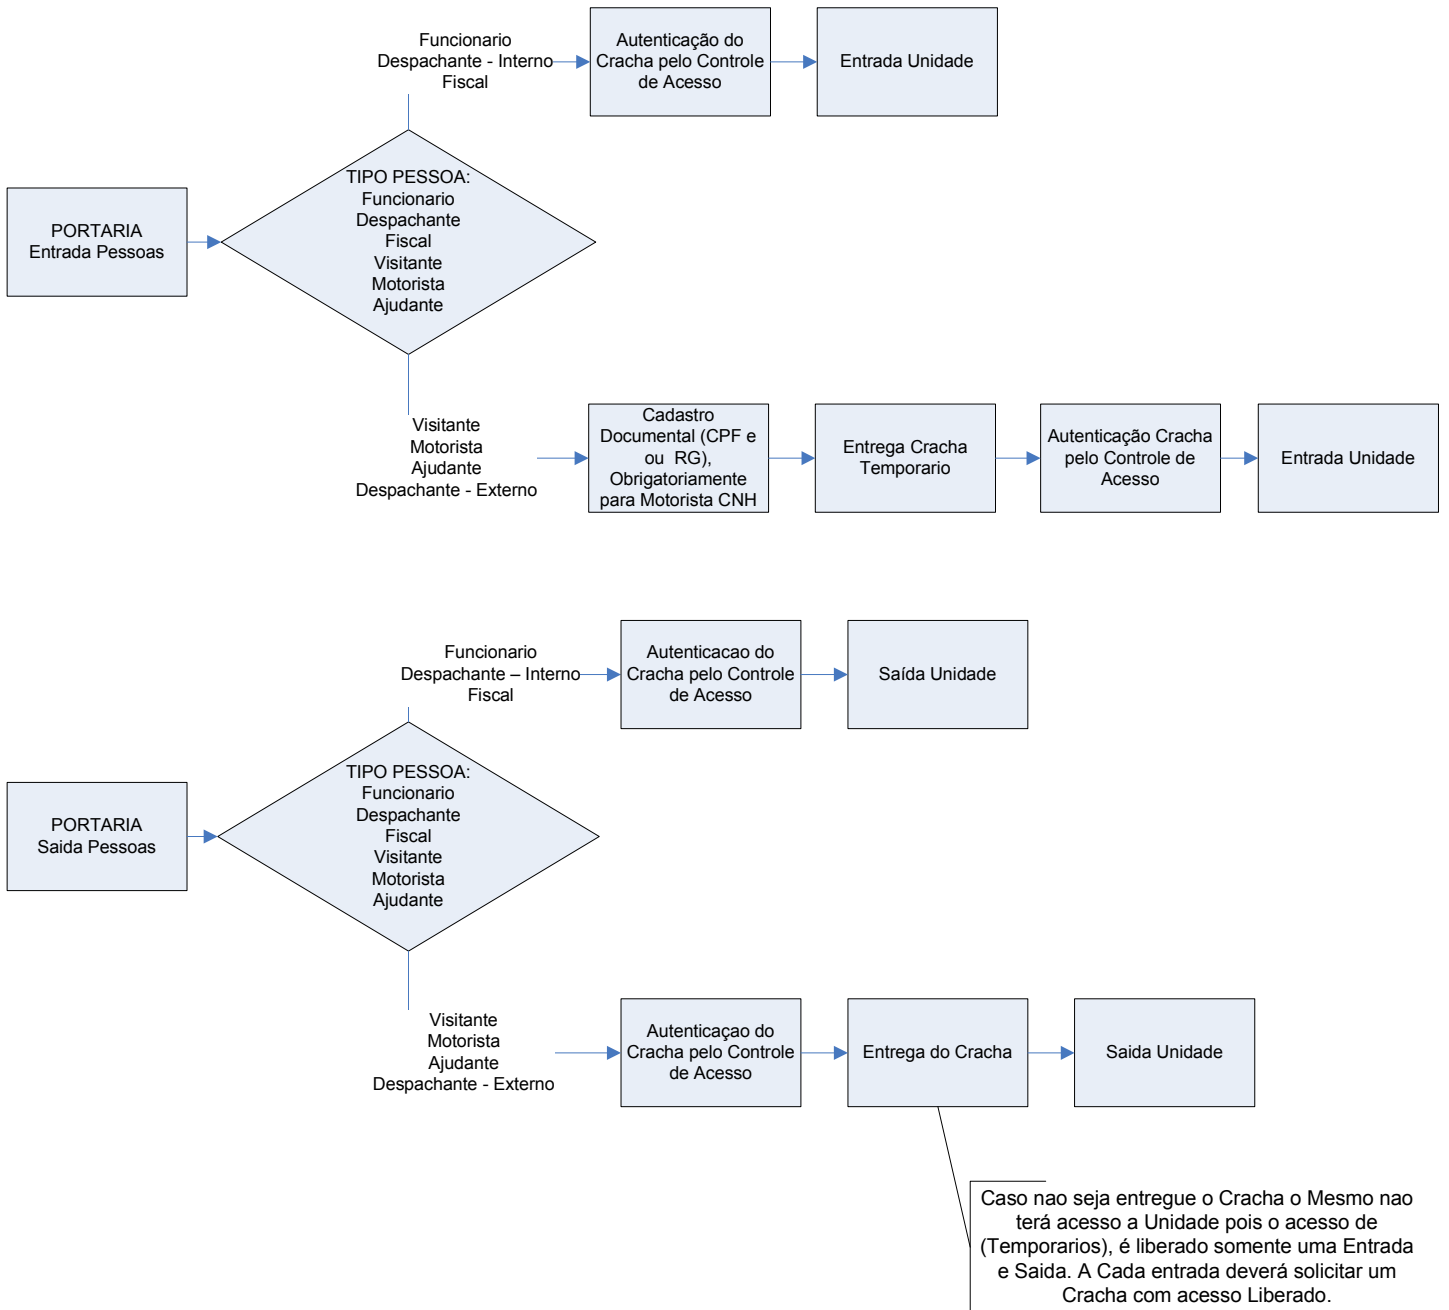 Funcionario
Despachante - Interno
Fiscal
Autenticação do
Cracha pelo Controle
de Acesso
Entrada Unidade
PORTARIA
Entrada Pessoas
TIPO PESSOA:
Funcionario
Despachante
Fiscal
Visitante
Motorista
Ajudante
Visitante
Motorista
Ajudante
Despachante - Externo
Cadastro
Documental (CPF e
ou  RG),
Obrigatoriamente
para Motorista CNH
Entrega Cracha
Temporario
Autenticação Cracha
pelo Controle de
Acesso
Entrada Unidade
Funcionario
Despachante – Interno
Fiscal
Autenticacao do
Cracha pelo Controle
de Acesso
Saída Unidade
PORTARIA
Saida Pessoas
TIPO PESSOA:
Funcionario
Despachante
Fiscal
Visitante
Motorista
Ajudante
Visitante
Motorista
Ajudante
Despachante - Externo
Autenticaçao do
Cracha pelo Controle
de Acesso
Entrega do Cracha
Saida Unidade
Caso nao seja entregue o Cracha o Mesmo nao
terá acesso a Unidade pois o acesso de
(Temporarios), é liberado somente uma Entrada
e Saida. A Cada entrada deverá solicitar um
Cracha com acesso Liberado.